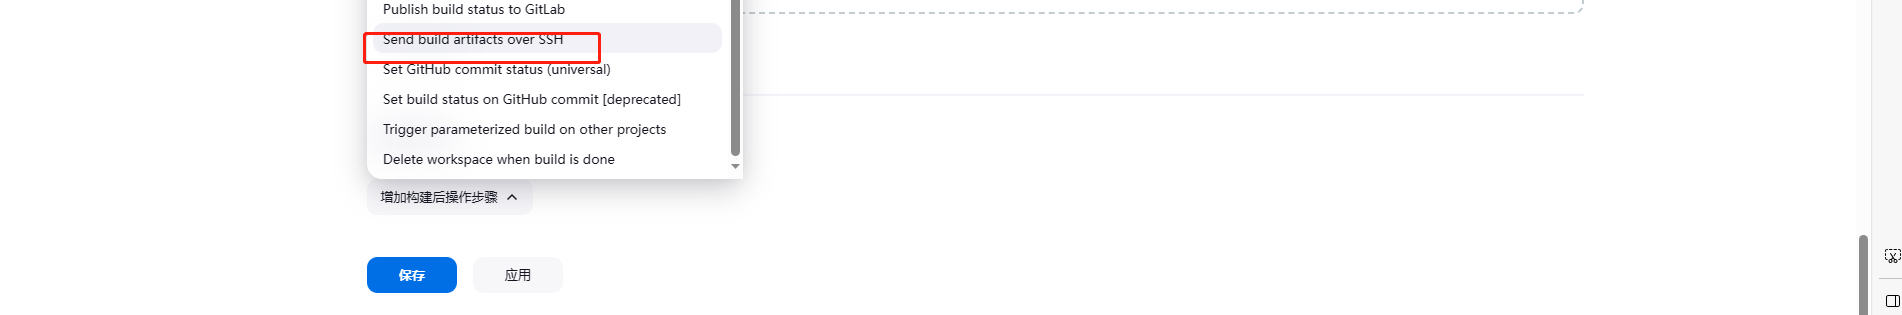 Publish build status to GitLab
Send build artifacts over SSH
Set GitHub commit status (universal)
Set build status on GitHub commit [deprecated]
Trigger parameterized build on other projects
Delete workspace when build is done
增加构建后操作步骤
保存
应用